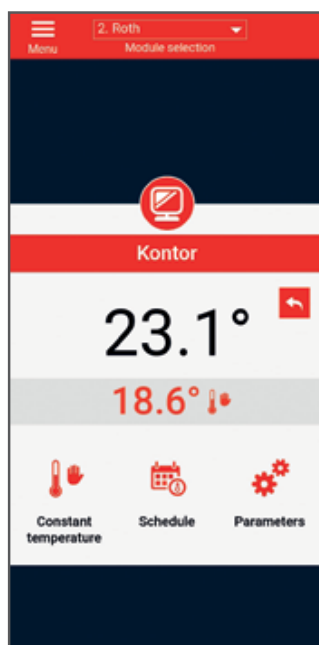 2. Roth
Menu
Module selection
Kontor
23.1°
18.6°
Constant
temperature
Schedule
Parameters